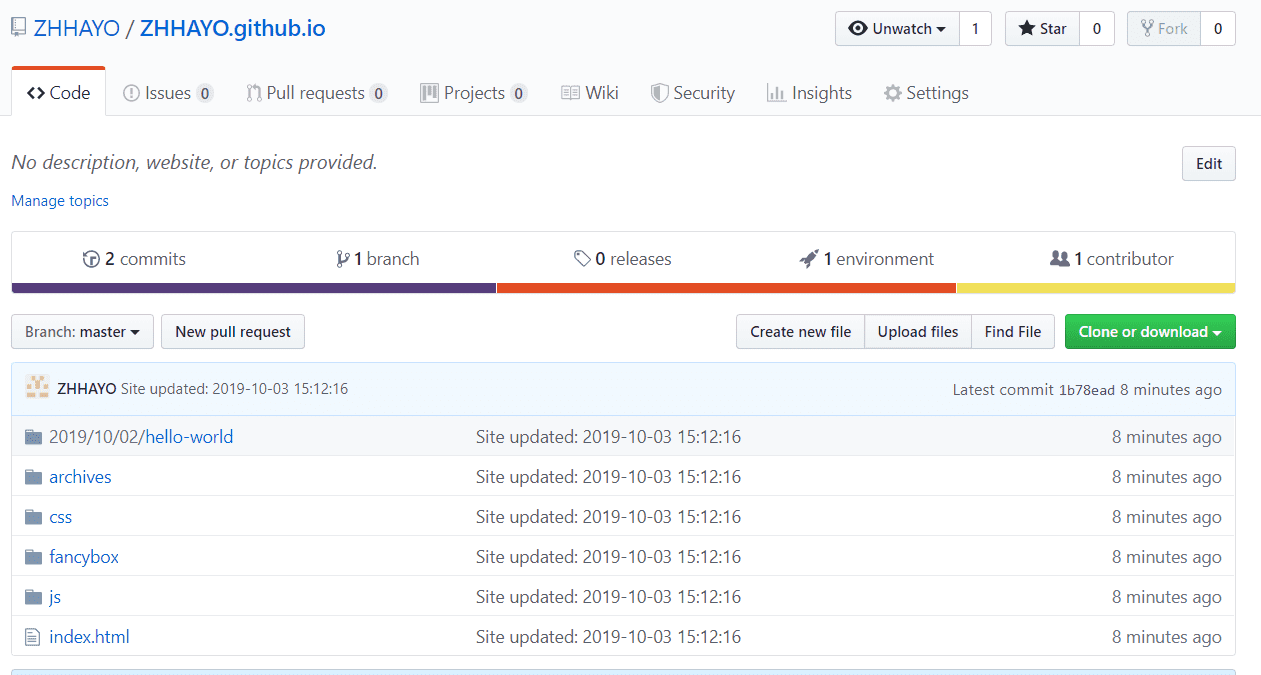 ZHHAYO / ZHHAYO.github.io Unwatch 1 Star 0 Fork 0
Code Issues 0 Pull requests 0 Projects 0 Wiki Security Insights Settings
No description, website, or topics provided. Edit
Manage topics
2 commits 1 branch 0 releases 1 environment 1 contributor
Branch: master New pull request Create new file Upload files Find File Clone or download
ZHHAYO Site updated: 2019-10-03 15:12:16 Latest commit 1b78ead 8 minutes ago
2019/10/02/hello-world Site updated: 2019-10-03 15:12:16 8 minutes ago
archives Site updated: 2019-10-03 15:12:16 8 minutes ago
css Site updated: 2019-10-03 15:12:16 8 minutes ago
fancybox Site updated: 2019-10-03 15:12:16 8 minutes ago
js Site updated: 2019-10-03 15:12:16 8 minutes ago
index.html Site updated: 2019-10-03 15:12:16 8 minutes ago